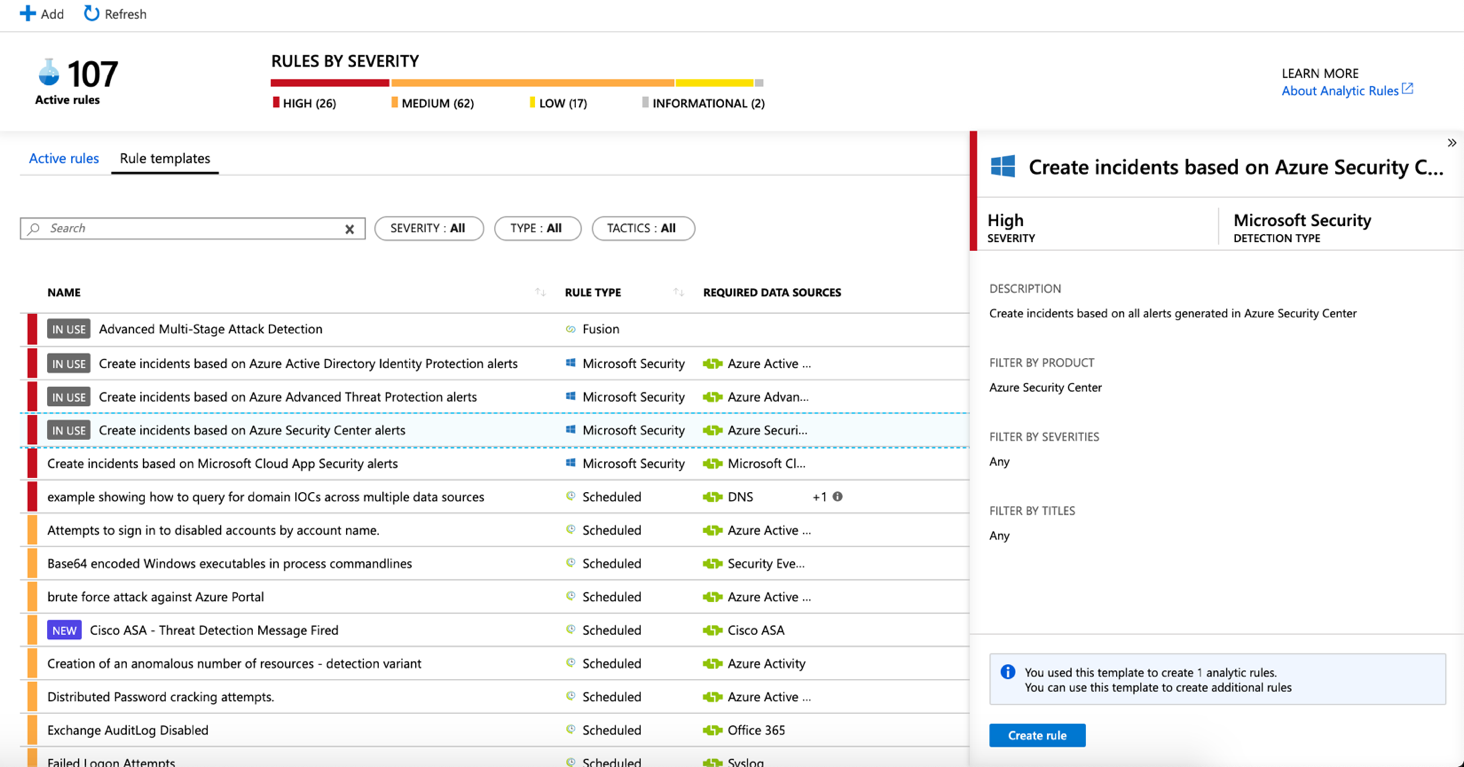 Add Refresh
107
Active rules
RULES BY SEVERITY
HIGH (26) MEDIUM (62) LOW (17) INFORMATIONAL (2)
LEARN MORE
About Analytic Rules
Active rules Rule templates
Search SEVERITY : All TYPE : All TACTICS : All
NAME RULE TYPE REQUIRED DATA SOURCES
IN USE Advanced Multi-Stage Attack Detection Fusion
IN USE Create incidents based on Azure Active Directory Identity Protection alerts Microsoft Security Azure Active ...
IN USE Create incidents based on Azure Advanced Threat Protection alerts Microsoft Security Azure Advan...
IN USE Create incidents based on Azure Security Center alerts Microsoft Security Azure Securi...
Create incidents based on Microsoft Cloud App Security alerts Microsoft Security Microsoft Cl...
example showing how to query for domain IOCs across multiple data sources Scheduled DNS +1
Attempts to sign in to disabled accounts by account name. Scheduled Azure Active ...
Base64 encoded Windows executables in process commandlines Scheduled Security Eve...
brute force attack against Azure Portal Scheduled Azure Active ...
NEW Cisco ASA - Threat Detection Message Fired Scheduled Cisco ASA
Creation of an anomalous number of resources - detection variant Scheduled Azure Activity
Distributed Password cracking attempts. Scheduled Azure Active ...
Exchange AuditLog Disabled Scheduled Office 365
Failed Logon Attempts Scheduled Syslog
»
Create incidents based on Azure Security C...
High Microsoft Security
SEVERITY DETECTION TYPE
DESCRIPTION
Create incidents based on all alerts generated in Azure Security Center
FILTER BY PRODUCT
Azure Security Center
FILTER BY SEVERITIES
Any
FILTER BY TITLES
Any
You used this template to create 1 analytic rules.
You can use this template to create additional rules
Create rule